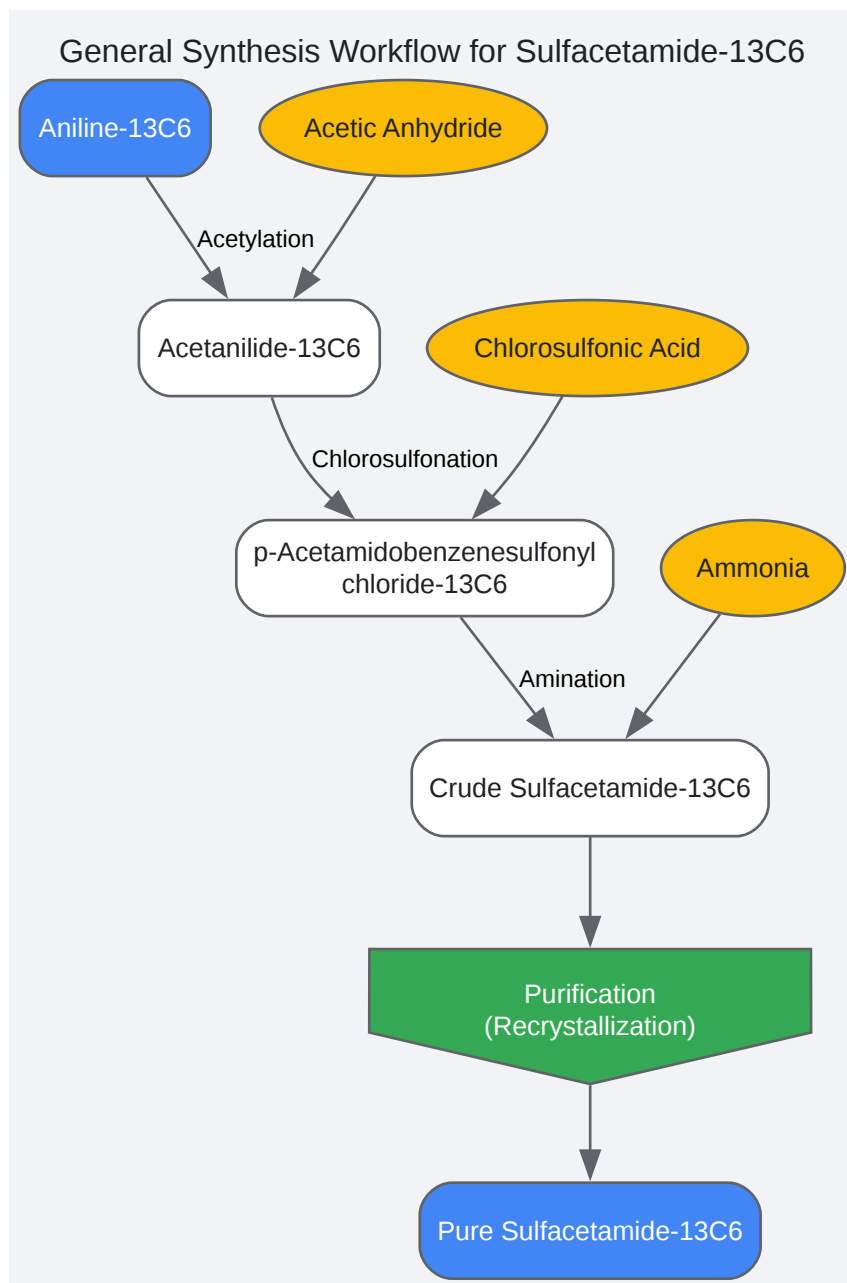 General Synthesis Workflow for Sulfacetamide-13C6
Aniline-13C6
Acetic Anhydride
Acetylation
Acetanilide-13C6
Chlorosulfonic Acid
Chlorosulfonation
p-Acetamidobenzenesulfonyl
chloride-13C6
Ammonia
Amination
Crude Sulfacetamide-13C6
Purification
(Recrystallization)
Pure Sulfacetamide-13C6